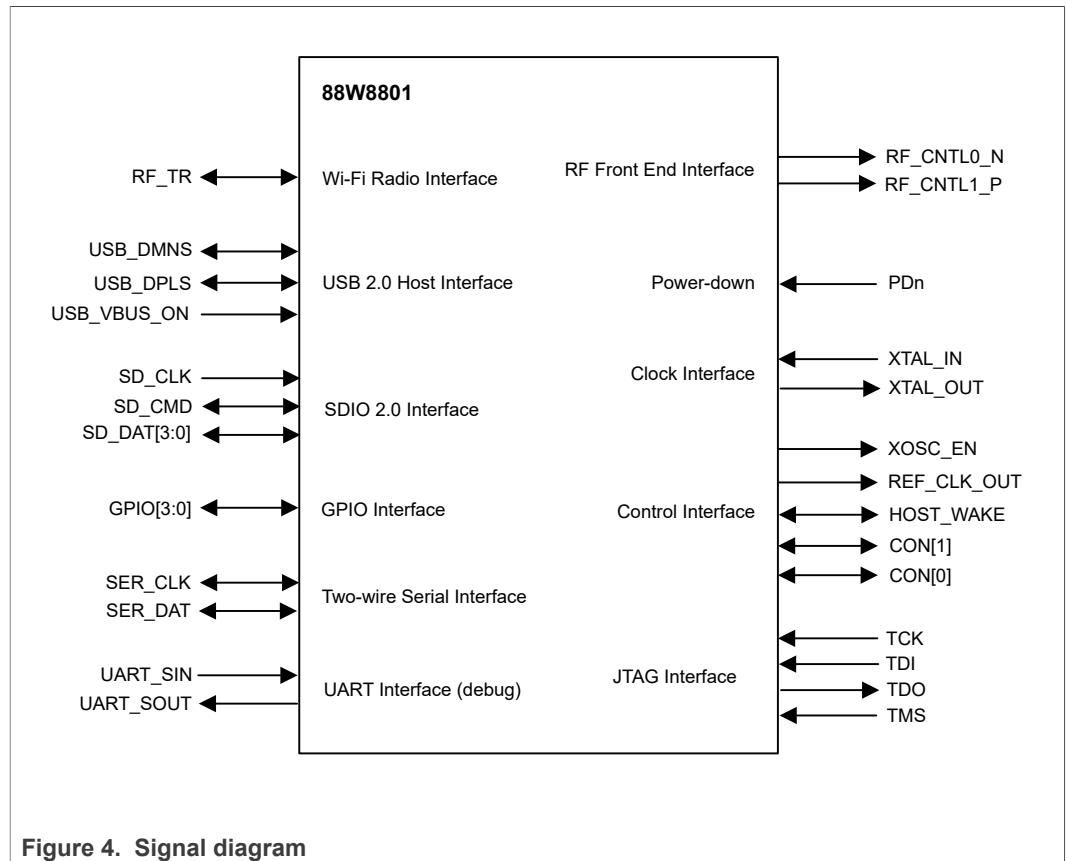 88W8801
RF_TR
Wi-Fi Radio Interface
USB_DMNS
USB_DPLS
USB_VBUS_ON
USB 2.0 Host Interface
SD_CLK
SD_CMD
SD_DAT[3:0]
SDIO 2.0 Interface
GPIO[3:0]
GPIO Interface
SER_CLK
SER_DAT
Two-wire Serial Interface
UART_SIN
UART_SOUT
UART Interface (debug)
RF Front End Interface
RF_CNTL0_N
RF_CNTL1_P
Power-down
PDn
Clock Interface
XTAL_IN
XTAL_OUT
Control Interface
XOSC_EN
REF_CLK_OUT
HOST_WAKE
CON[1]
CON[0]
JTAG Interface
TCK
TDI
TDO
TMS
Figure 4. Signal diagram